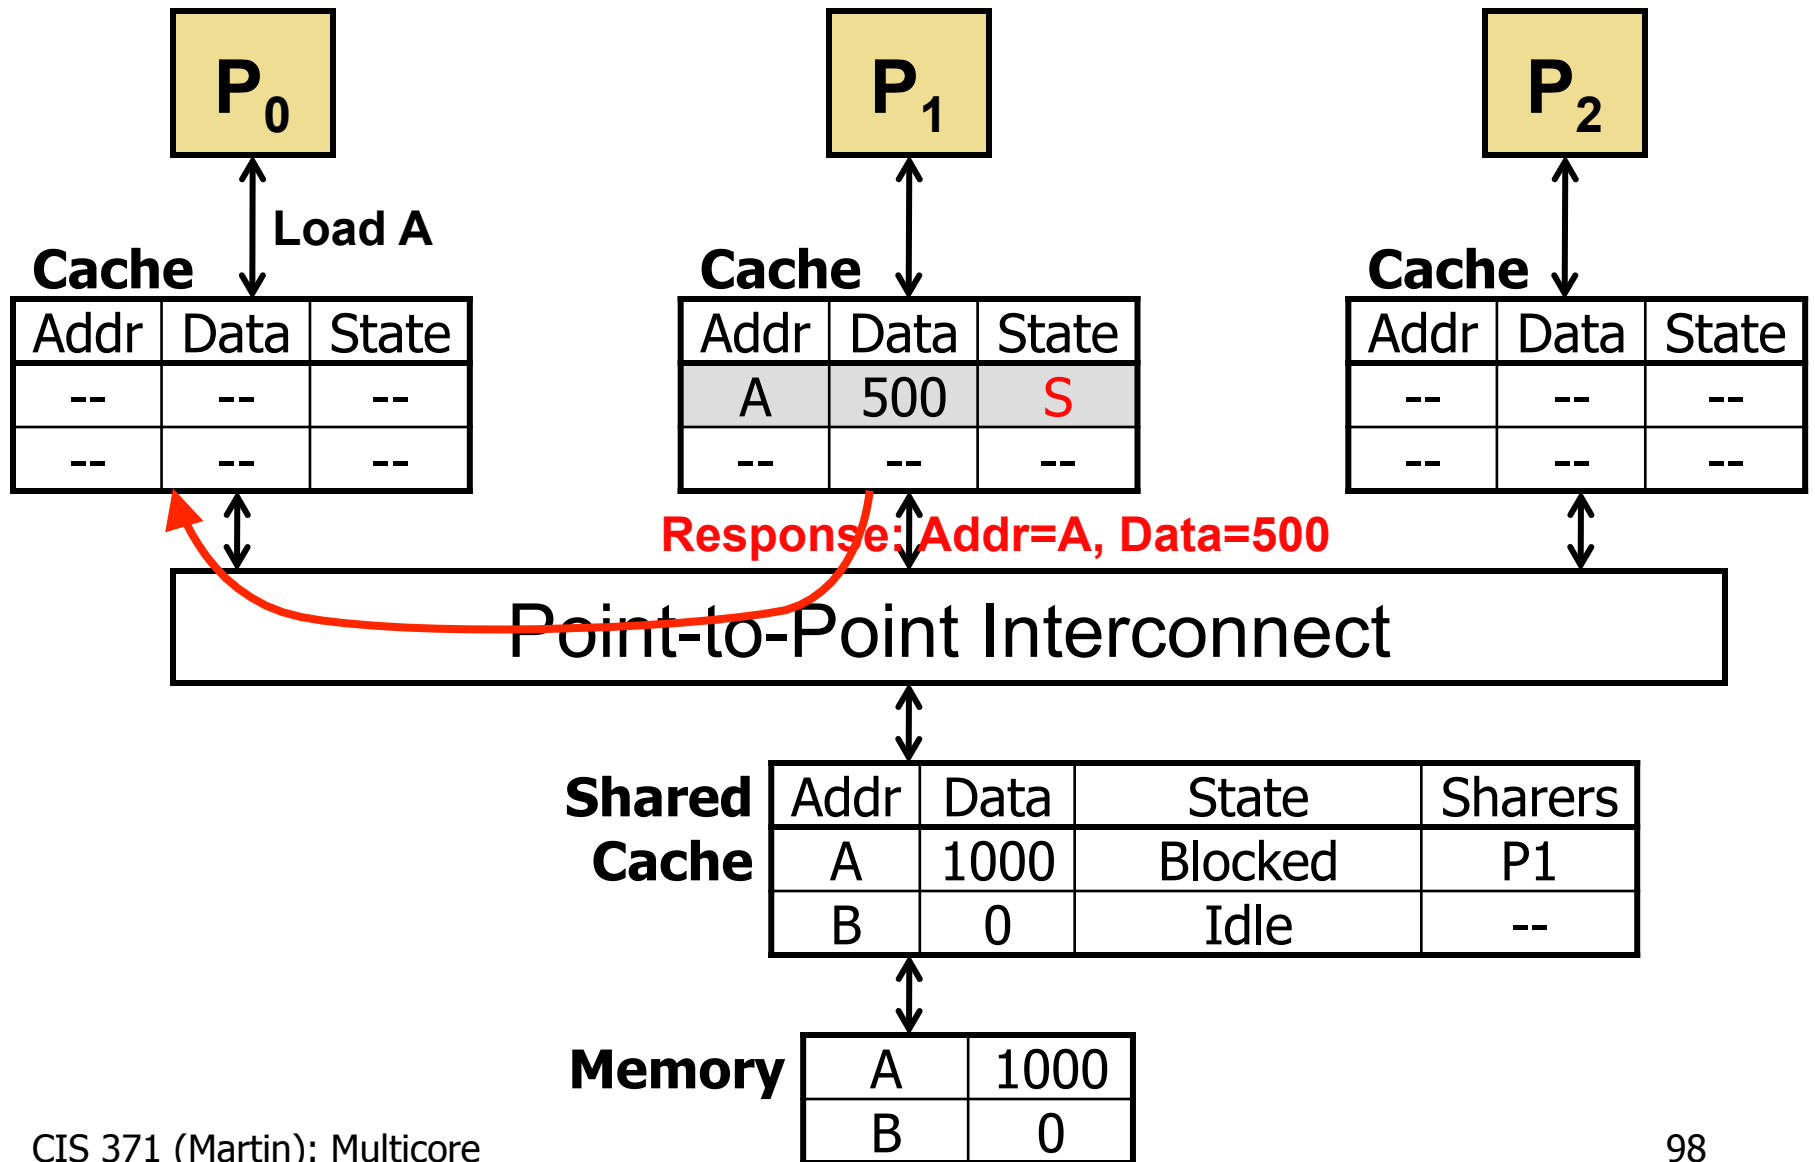 P0 P1 P2
Load A
Cache Cache Cache
Addr Data State Addr Data State Addr Data State
-- -- -- A 500 S -- -- --
-- -- -- -- -- -- -- -- --
Response: Addr=A, Data=500
Point-to-Point Interconnect
Shared Addr Data State Sharers
Cache A 1000 Blocked P1
B 0 Idle --
Memory A 1000
B 0
CIS 371 (Martin): Multicore 98